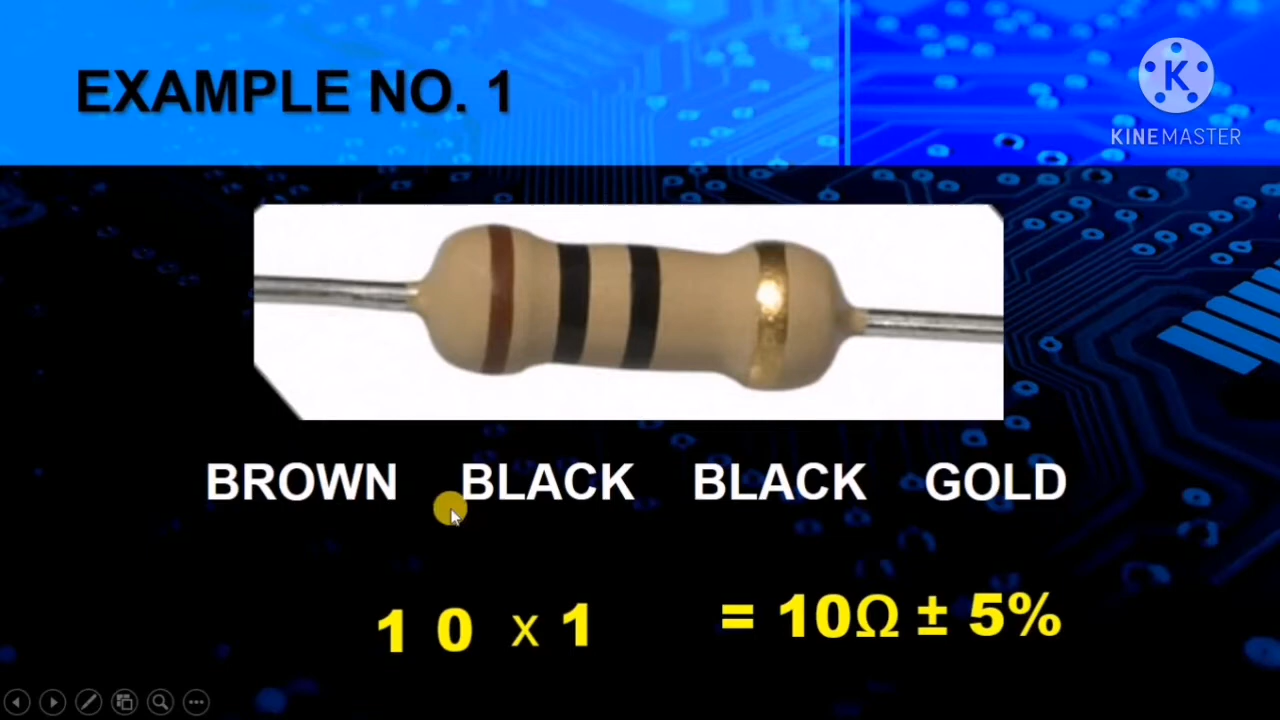 EXAMPLE NO. 1
K
KINEMASTER
BROWN BLACK BLACK GOLD
1 0 x 1 = 10Ω ± 5%